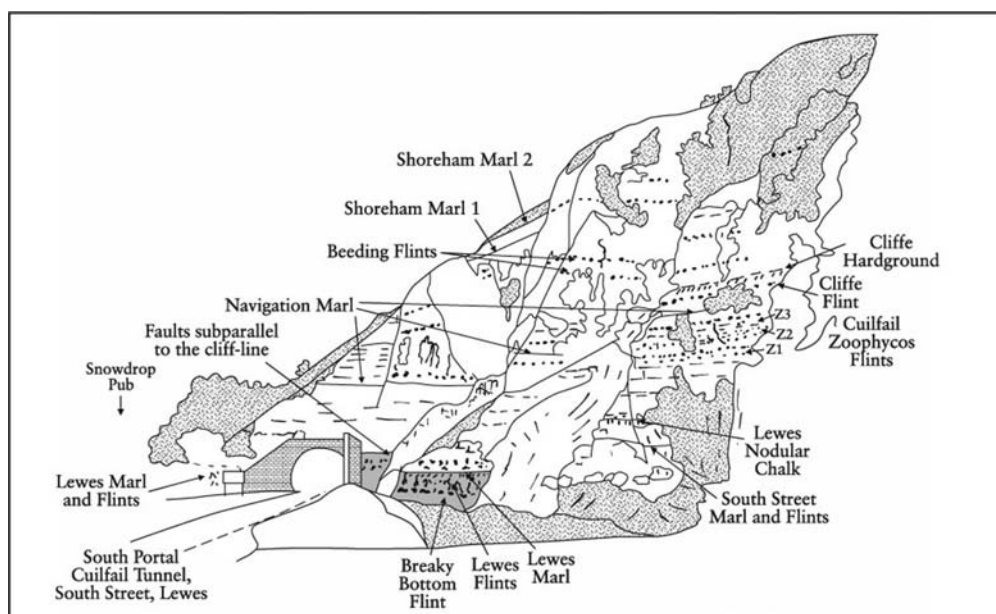 Shoreham Marl 2
Shoreham Marl 1
Beeding Flints
Navigation Marl
Faults subparallel
to the cliff-line
Snowdrop
Pub
Cliffe
Hardground
Cliffe
Flint
Z3
Z2
Z1
Cuilfail
Zoophycos
Flints
Lewes
Nodular
Chalk
South Street
Marl and Flints
Lewes Marl
and Flints
South Portal
Cuilfail Tunnel,
South Street, Lewes
Breaky
Bottom
Flint
Lewes
Flints
Lewes
Marl